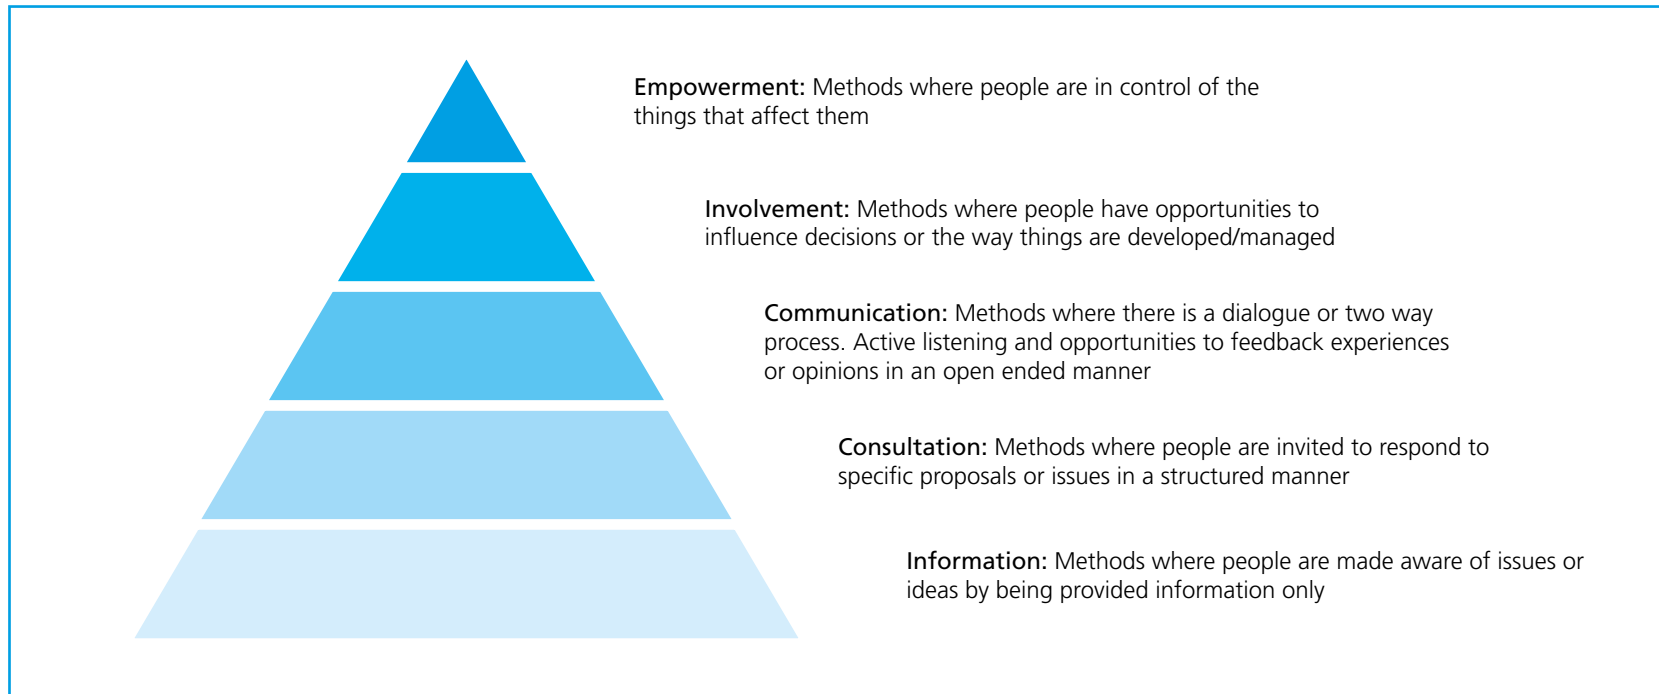 Empowerment: Methods where people are in control of the
things that affect them
Involvement: Methods where people have opportunities to
influence decisions or the way things are developed/managed
Communication: Methods where there is a dialogue or two way
process. Active listening and opportunities to feedback experiences
or opinions in an open ended manner
Consultation: Methods where people are invited to respond to
specific proposals or issues in a structured manner
Information: Methods where people are made aware of issues or
ideas by being provided information only